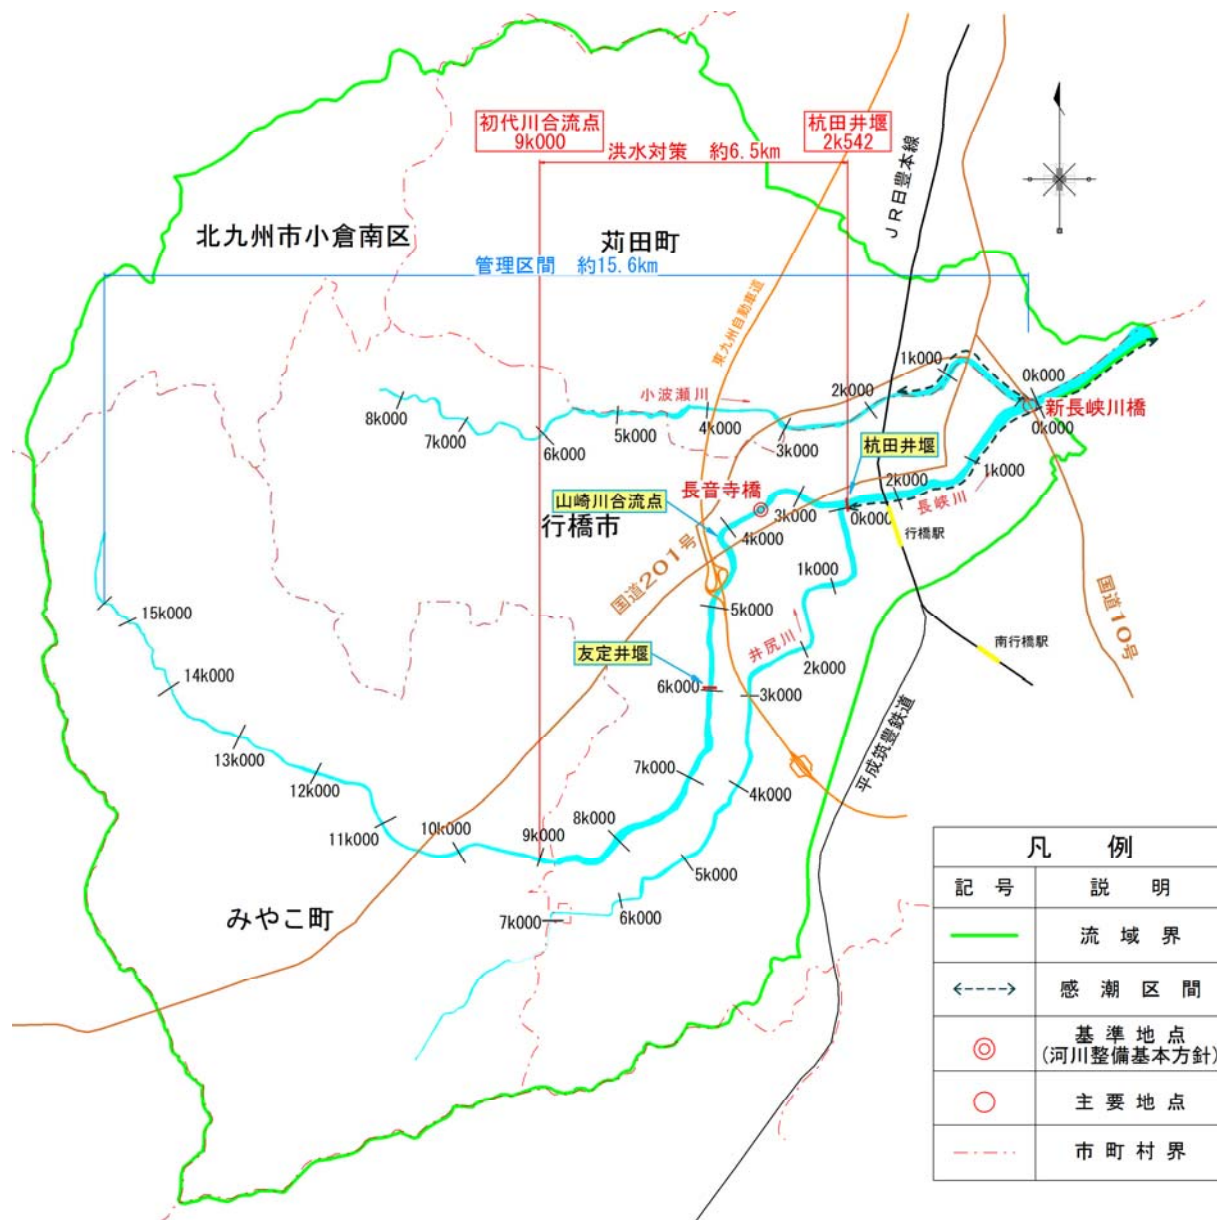 初代川合流点
9k000
杭田井堰
2k542
洪水対策 約6.5km
JR日豊本線
北九州市小倉南区
苅田町
管理区間 約15.6km
東九州自動車道
1k000
0k000
新長峡川橋
0k000
小波瀬川
2k000
8k000
7k000
6k000
5k000
4k000
3k000
杭田井堰
1k000
長峡川
2k000
長音寺橋
3k000
0k000
山崎川合流点
行橋市
4k000
行橋駅
国道201号
国道10号
1k000
5k000
15k000
井尻川
2k000
南行橋駅
友定井堰
14k000
6k000
3k000
平成筑豊鉄道
13k000
12k000
7k000
4k000
11k000
10k000
9k000
8k000
5k000
みやこ町
7k000
6k000
凡 例
記 号 説 明
流 域 界
感 潮 区 間
基 準 地 点
(河川整備基本方針)
主 要 地 点
市 町 村 界